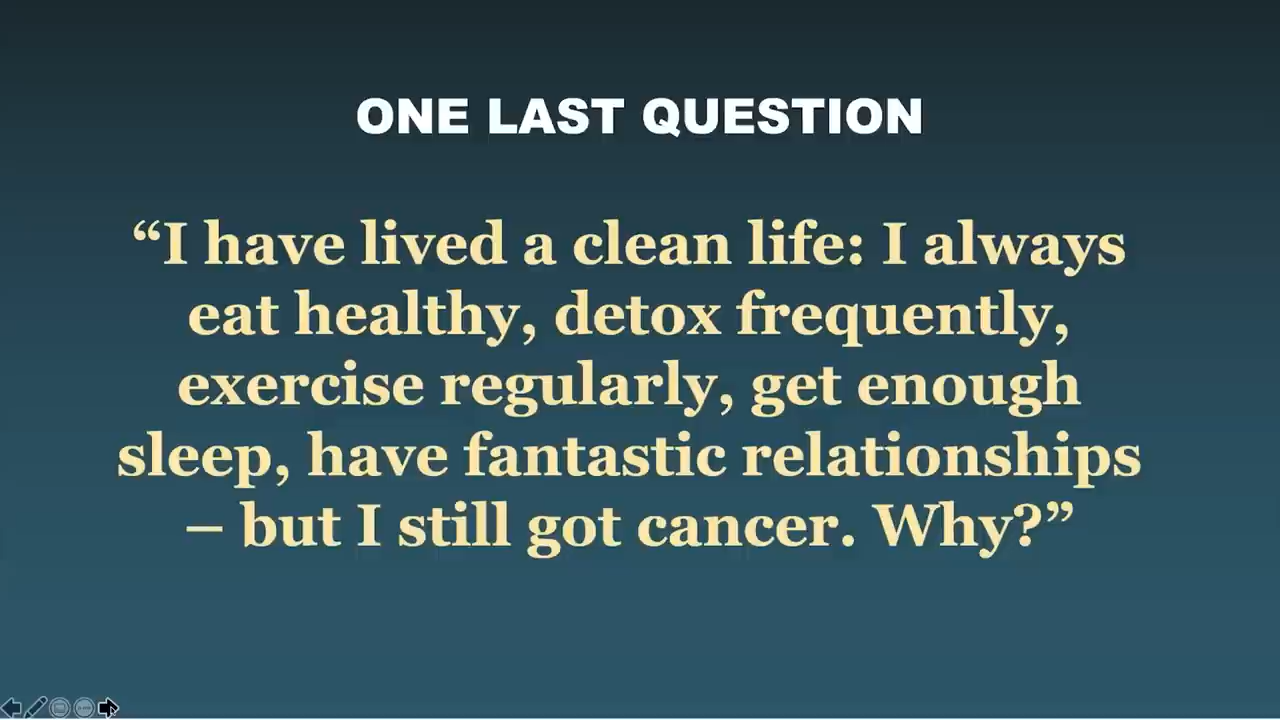 ONE LAST QUESTION
“I have lived a clean life: I always
eat healthy, detox frequently,
exercise regularly, get enough
sleep, have fantastic relationships
– but I still got cancer. Why?”